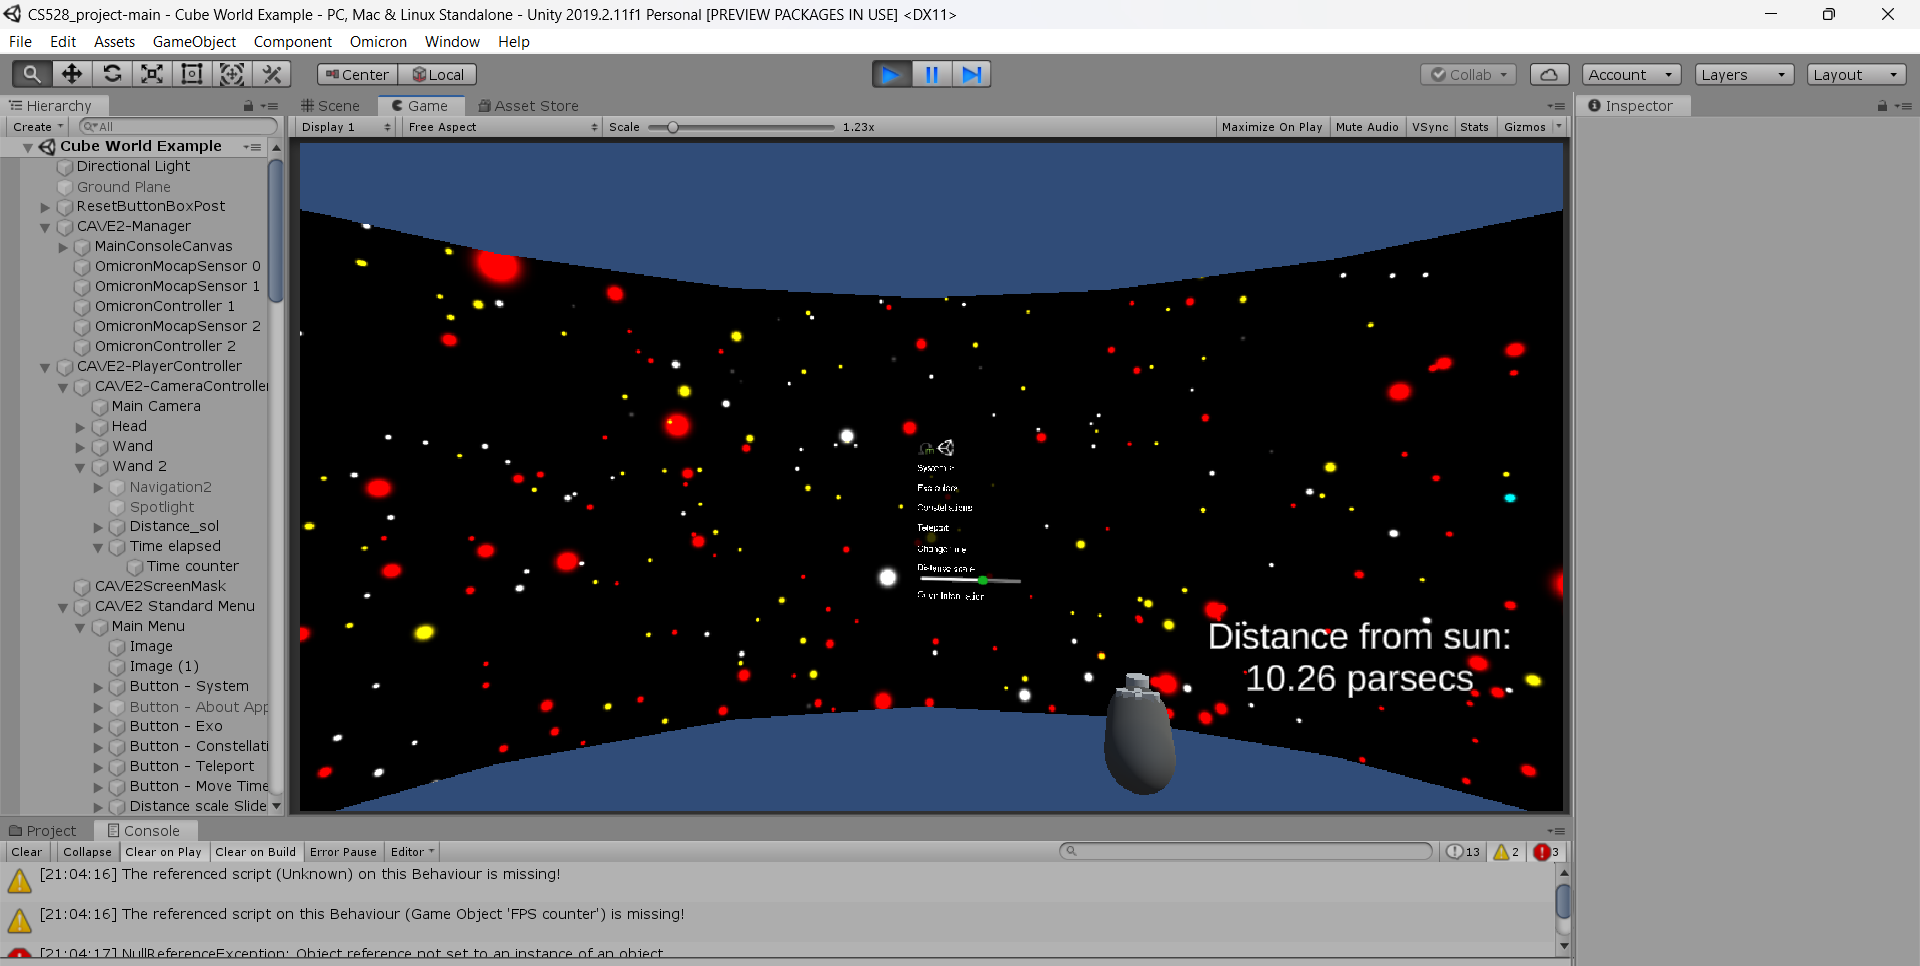 CS528_project-main - Cube World Example - PC, Mac & Linux Standalone - Unity 2019.2.11f1 Personal [PREVIEW PACKAGES IN USE] <DX11>
File Edit Assets GameObject Component Omicron Window Help
Center Local Collab Account Layers Layout
Hierarchy
Create All
Cube World Example
Directional Light
Ground Plane
ResetButtonBoxPost
CAVE2-Manager
MainConsoleCanvas
OmicronMocapSensor 0
OmicronMocapSensor 1
OmicronController 1
OmicronMocapSensor 2
OmicronController 2
CAVE2-PlayerController
CAVE2-CameraController
Main Camera
Head
Wand
Wand 2
Navigation2
Spotlight
Distance_sol
Time elapsed
Time counter
CAVE2ScreenMask
CAVE2 Standard Menu
Main Menu
Image
Image (1)
Button - System
Button - About App
Button - Exo
Button - Constellati
Button - Teleport
Button - Move Time
Distance scale Slide
Scene Game Asset Store
Display 1 Free Aspect Scale 1.23x Maximize On Play Mute Audio VSync Stats Gizmos
Constellations
Teleport
Distance scale
Distance from sun:
10.26 parsecs
Inspector
Project Console
Clear Collapse Clear on Play Clear on Build Error Pause Editor 13 2 3
[21:04:16] The referenced script (Unknown) on this Behaviour is missing!
[21:04:16] The referenced script on this Behaviour (Game Object 'FPS counter') is missing!
[21:04:17] NullReferenceException: Object reference not set to an instance of an object